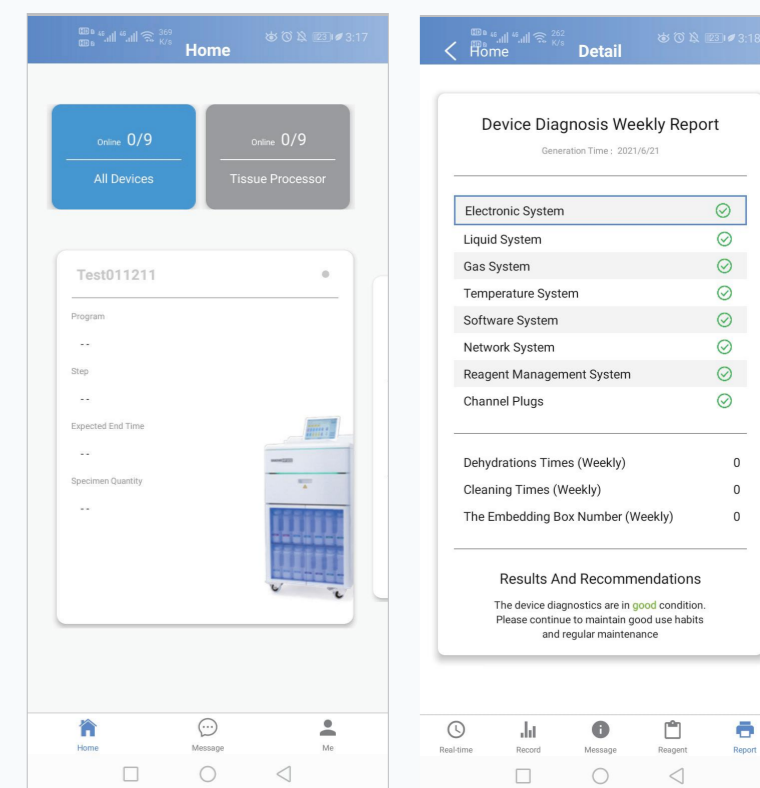 369
K/s
3:17
Home
Online 0/9
All Devices
Online 0/9
Tissue Processor
Test011211
Program
--
Step
--
Expected End Time
--
Specimen Quantity
--
Home
Message
Me
262
K/s
3:18
Home
Detail
Device Diagnosis Weekly Report
Generation Time : 2021/6/21
Electronic System
Liquid System
Gas System
Temperature System
Software System
Network System
Reagent Management System
Channel Plugs
Dehydrations Times (Weekly) 0
Cleaning Times (Weekly) 0
The Embedding Box Number (Weekly) 0
Results And Recommendations
The device diagnostics are in good condition.
Please continue to maintain good use habits
and regular maintenance
Real-time
Record
Message
Reagent
Report